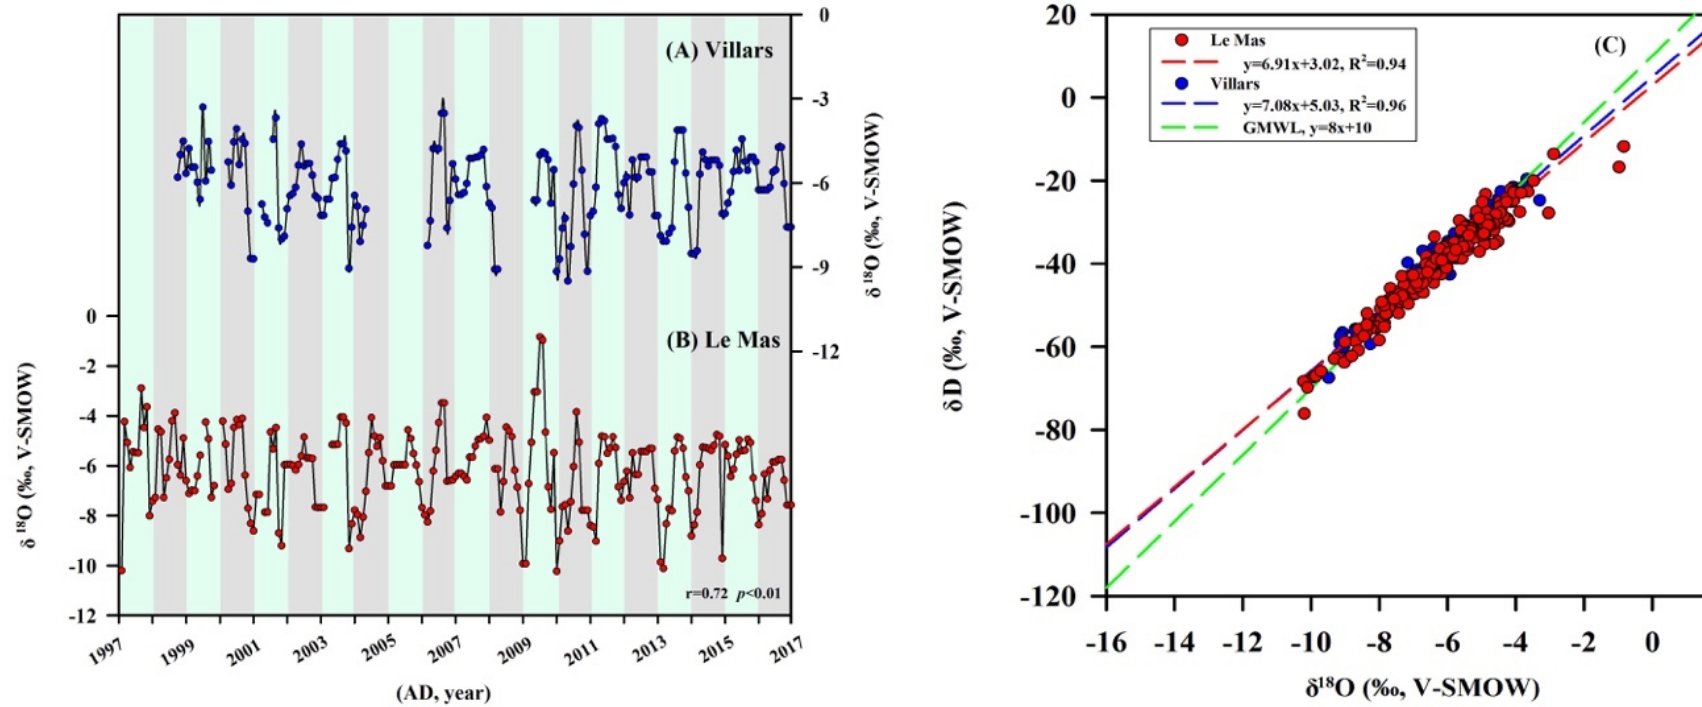 (A) Villars
0
-3
-6
-9
-12
δ ¹⁸O (‰, V-SMOW)
(B) Le Mas
0
-2
-4
-6
-8
-10
-12
δ ¹⁸O (‰, V-SMOW)
r=0.72 p<0.01
1997 1999 2001 2003 2005 2007 2009 2011 2013 2015 2017
(AD, year)
(C)
Le Mas
y=6.91x+3.02, R²=0.94
Villars
y=7.08x+5.03, R²=0.96
GMWL, y=8x+10
20
0
-20
-40
-60
-80
-100
-120
δD (‰, V-SMOW)
-16 -14 -12 -10 -8 -6 -4 -2 0
δ¹⁸O (‰, V-SMOW)